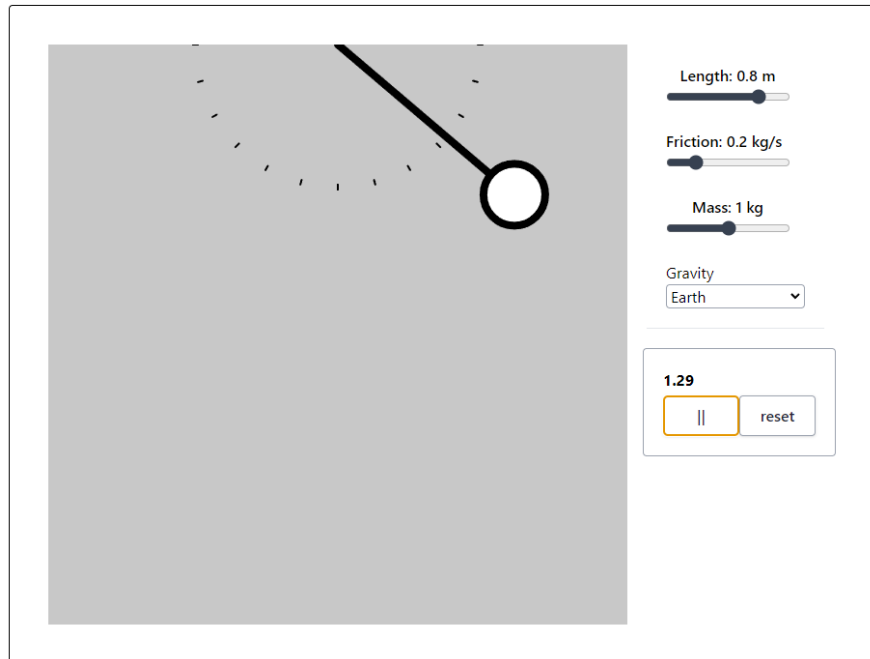 Length: 0.8 m
Friction: 0.2 kg/s
Mass: 1 kg
Gravity
Earth
1.29
||
reset